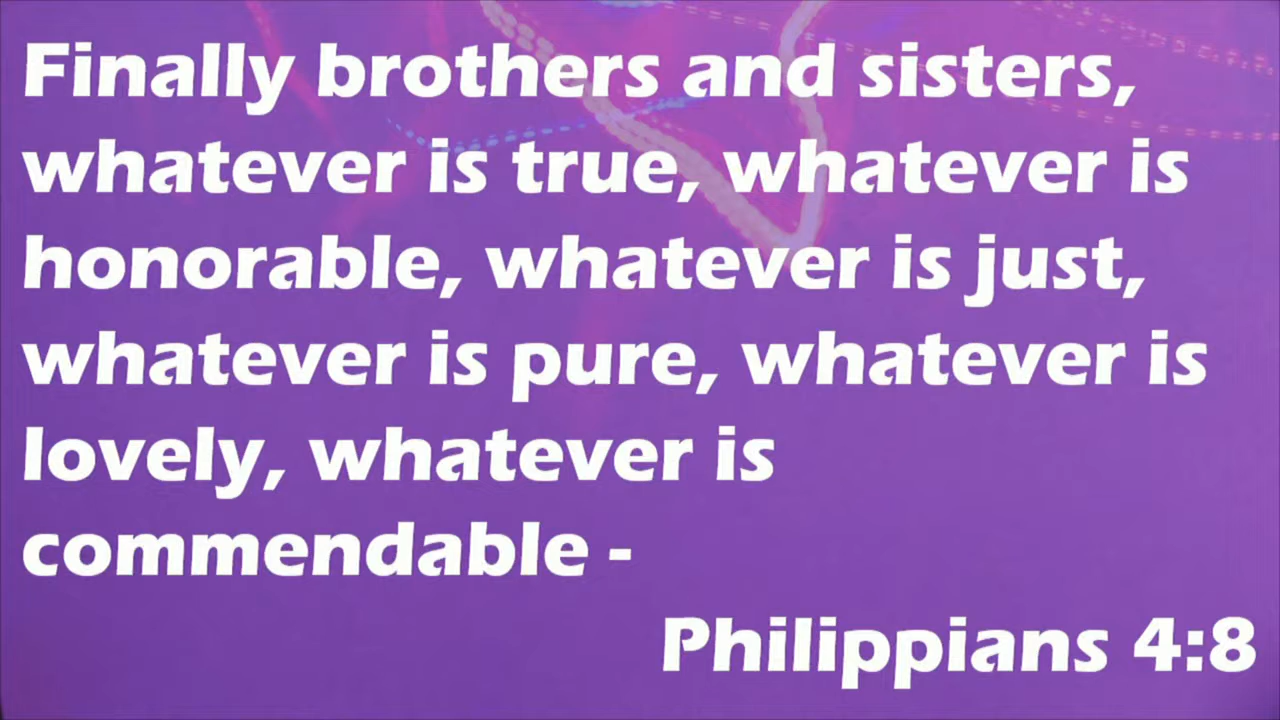 Finally brothers and sisters,
whatever is true, whatever is
honorable, whatever is just,
whatever is pure, whatever is
lovely, whatever is
commendable -
Philippians 4:8